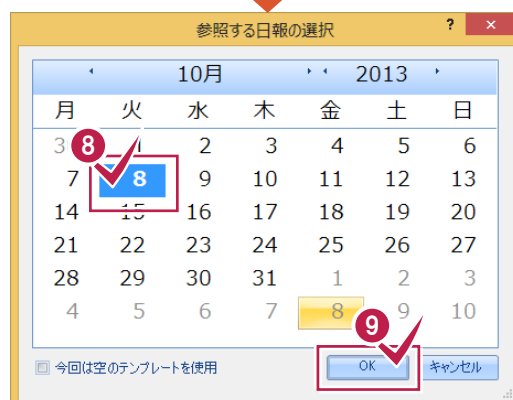 参照する日報の選択 ? ×
10月 2013
月 火 水 木 金 土 日
30 1 2 3 4 5 6
8
7 8 9 10 11 12 13
14 15 16 17 18 19 20
21 22 23 24 25 26 27
28 29 30 31 1 2 3
4 5 6 7 8 9 10
9
今回は空のテンプレートを使用 OK キャンセル